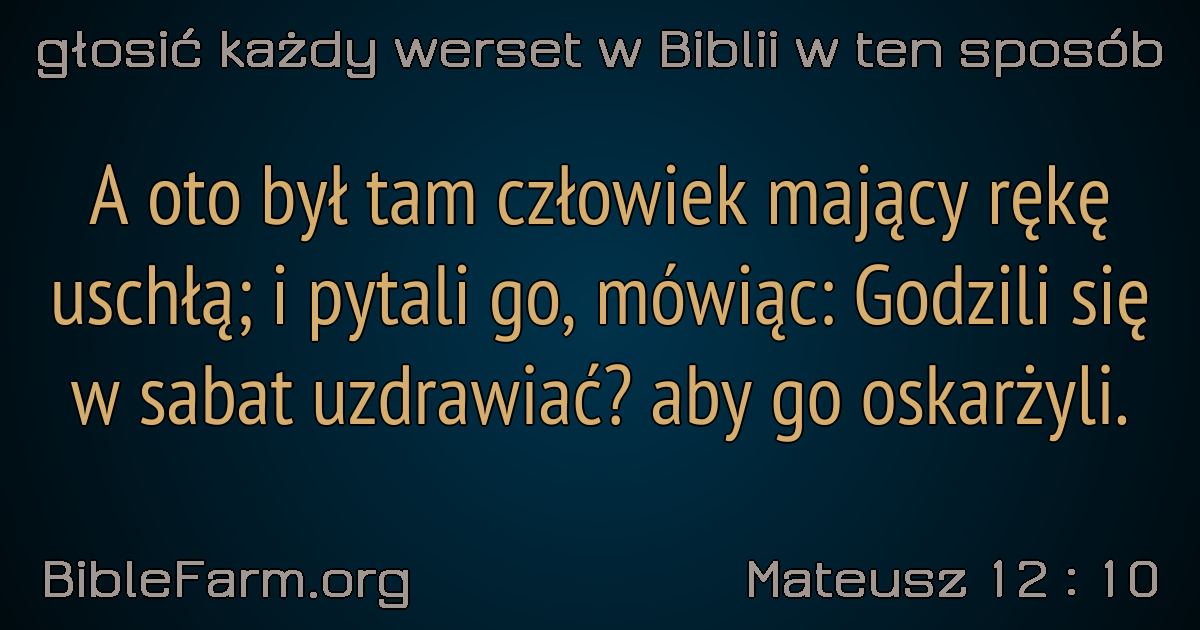 głosić każdy werset w Biblii w ten sposób
A oto był tam człowiek mający rękę
uschłą; i pytali go, mówiąc: Godzili się
w sabat uzdrawiać? aby go oskarżyli.
BibleFarm.org
Mateusz 12 : 10